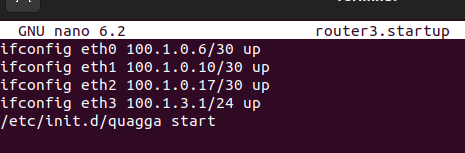 GNU nano 6.2 router3.startup
ifconfig eth0 100.1.0.6/30 up
ifconfig eth1 100.1.0.10/30 up
ifconfig eth2 100.1.0.17/30 up
ifconfig eth3 100.1.3.1/24 up
/etc/init.d/quagga start